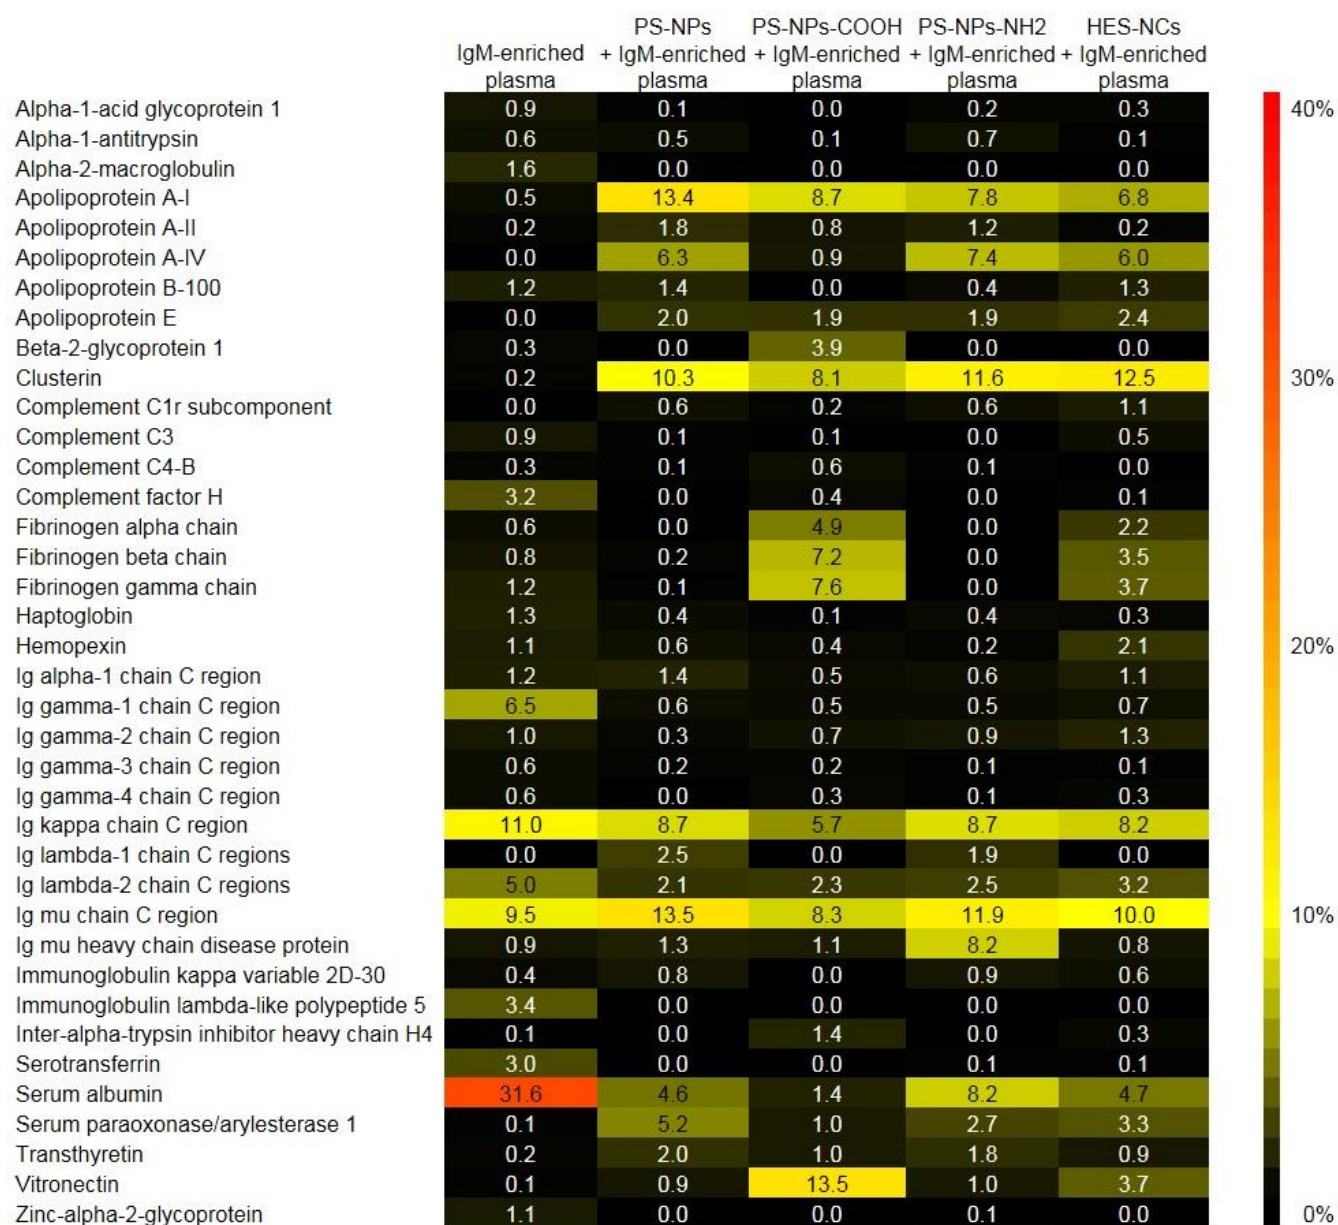 PS-NPs PS-NPs-COOH PS-NPs-NH2 HES-NCs
IgM-enriched + IgM-enriched + IgM-enriched + IgM-enriched + IgM-enriched
plasma plasma plasma plasma plasma
Alpha-1-acid glycoprotein 1 0.9 0.1 0.0 0.2 0.3 40%
Alpha-1-antitrypsin 0.6 0.5 0.1 0.7 0.1
Alpha-2-macroglobulin 1.6 0.0 0.0 0.0 0.0
Apolipoprotein A-I 0.5 13.4 8.7 7.8 6.8
Apolipoprotein A-II 0.2 1.8 0.8 1.2 0.2
Apolipoprotein A-IV 0.0 6.3 0.9 7.4 6.0
Apolipoprotein B-100 1.2 1.4 0.0 0.4 1.3
Apolipoprotein E 0.0 2.0 1.9 1.9 2.4
Beta-2-glycoprotein 1 0.3 0.0 3.9 0.0 0.0
Clusterin 0.2 10.3 8.1 11.6 12.5 30%
Complement C1r subcomponent 0.0 0.6 0.2 0.6 1.1
Complement C3 0.9 0.1 0.1 0.0 0.5
Complement C4-B 0.3 0.1 0.6 0.1 0.0
Complement factor H 3.2 0.0 0.4 0.0 0.1
Fibrinogen alpha chain 0.6 0.0 4.9 0.0 2.2
Fibrinogen beta chain 0.8 0.2 7.2 0.0 3.5
Fibrinogen gamma chain 1.2 0.1 7.6 0.0 3.7
Haptoglobin 1.3 0.4 0.1 0.4 0.3
Hemopexin 1.1 0.6 0.4 0.2 2.1 20%
Ig alpha-1 chain C region 1.2 1.4 0.5 0.6 1.1
Ig gamma-1 chain C region 6.5 0.6 0.5 0.5 0.7
Ig gamma-2 chain C region 1.0 0.3 0.7 0.9 1.3
Ig gamma-3 chain C region 0.6 0.2 0.2 0.1 0.1
Ig gamma-4 chain C region 0.6 0.0 0.3 0.1 0.3
Ig kappa chain C region 11.0 8.7 5.7 8.7 8.2
Ig lambda-1 chain C regions 0.0 2.5 0.0 1.9 0.0
Ig lambda-2 chain C regions 5.0 2.1 2.3 2.5 3.2
Ig mu chain C region 9.5 13.5 8.3 11.9 10.0 10%
Ig mu heavy chain disease protein 0.9 1.3 1.1 8.2 0.8
Immunoglobulin kappa variable 2D-30 0.4 0.8 0.0 0.9 0.6
Immunoglobulin lambda-like polypeptide 5 3.4 0.0 0.0 0.0 0.0
Inter-alpha-trypsin inhibitor heavy chain H4 0.1 0.0 1.4 0.0 0.3
Serotransferrin 3.0 0.0 0.0 0.1 0.1
Serum albumin 31.6 4.6 1.4 8.2 4.7
Serum paraoxonase/arylesterase 1 0.1 5.2 1.0 2.7 3.3
Transthyretin 0.2 2.0 1.0 1.8 0.9
Vitronectin 0.1 0.9 13.5 1.0 3.7
Zinc-alpha-2-glycoprotein 1.1 0.0 0.0 0.1 0.0 0%